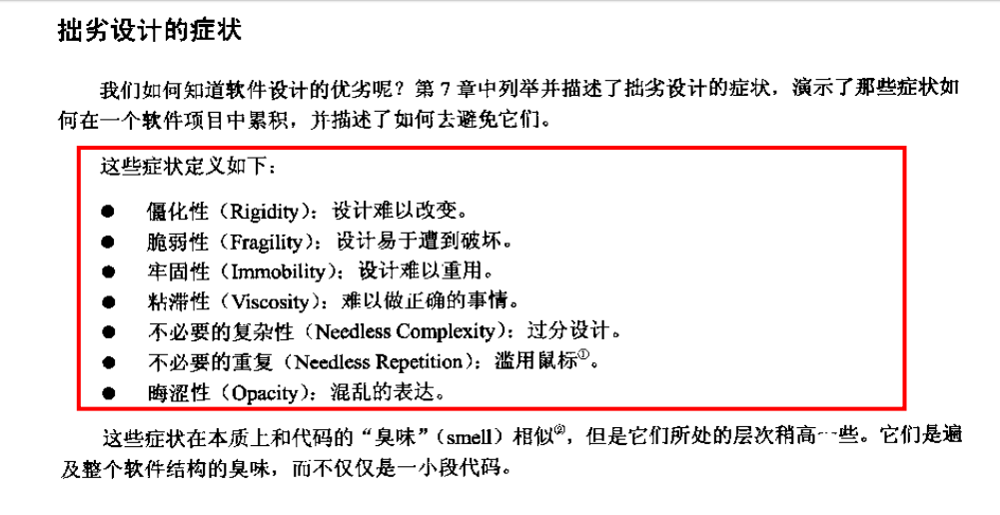 拙劣设计的症状
我们如何知道软件设计的优劣呢？第 7 章中列举并描述了拙劣设计的症状，演示了那些症状如
何在一个软件项目中累积，并描述了如何去避免它们。
这些症状定义如下：
● 僵化性（Rigidity）：设计难以改变。
● 脆弱性（Fragility）：设计易于遭到破坏。
● 牢固性（Immobility）：设计难以重用。
● 粘滞性（Viscosity）：难以做正确的事情。
● 不必要的复杂性（Needless Complexity）：过分设计。
● 不必要的重复（Needless Repetition）：滥用鼠标①。
● 晦涩性（Opacity）：混乱的表达。
这些症状在本质上和代码的“臭味”（smell）相似②，但是它们所处的层次稍高一些。它们是遍
及整个软件结构的臭味，而不仅仅是一小段代码。